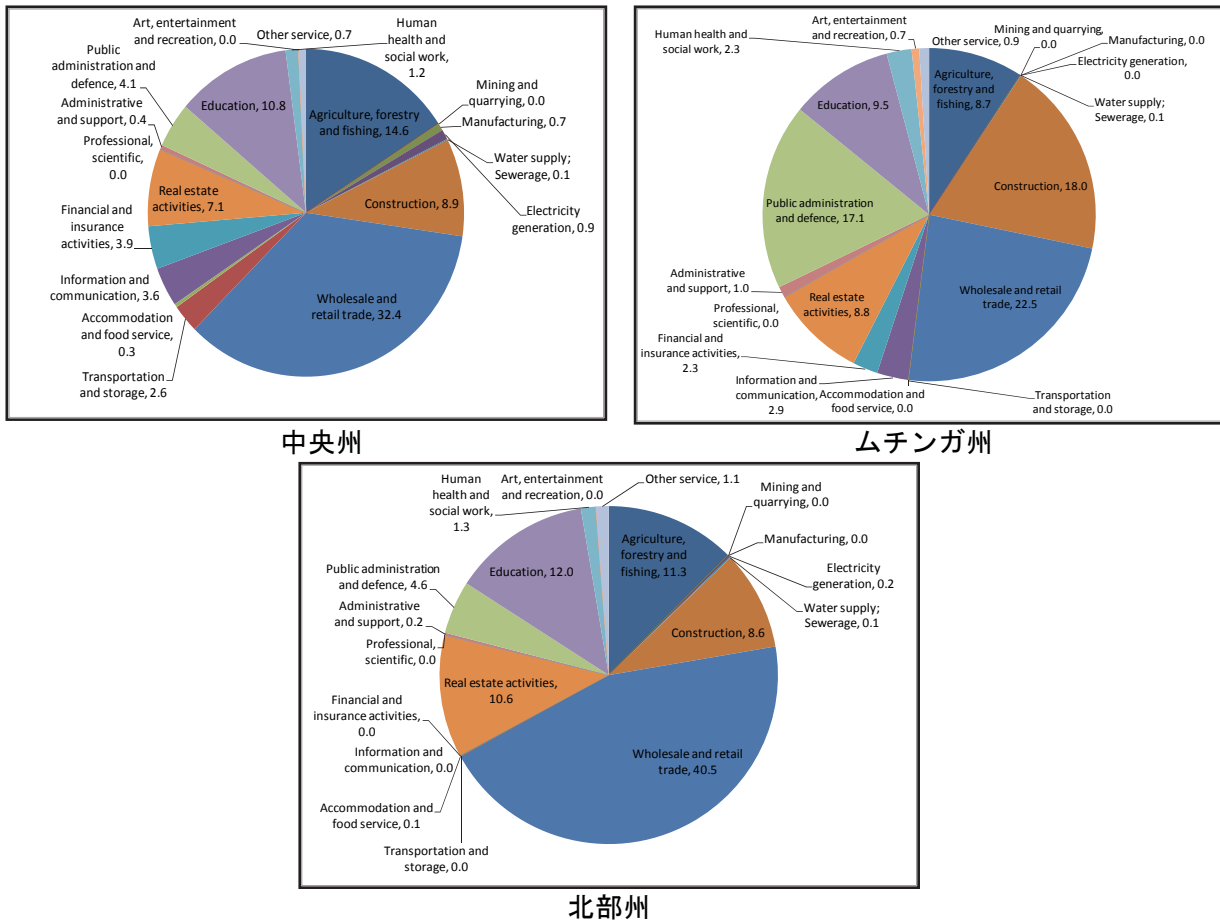 Art, entertainment
and recreation, 0.0
Other service, 0.7
Human
health and
social work,
1.2
Public
administration and
defence, 4.1
Education, 10.8
Agriculture, forestry
and fishing, 14.6
Mining and
quarrying, 0.0
Administrative
and support, 0.4
Manufacturing, 0.7
Professional,
scientific,
0.0
Water supply;
Sewerage, 0.1
Real estate
activities, 7.1
Construction, 8.9
Electricity
generation, 0.9
Financial and
insurance
activities, 3.9
Information and
communication, 3.6
Wholesale and
retail trade, 32.4
Accommodation
and food service,
0.3
Transportation
and storage, 2.6
中央州
Art, entertainment
and recreation, 0.7
Human health and
social work, 2.3
Other service, 0.9
Mining and quarrying,
0.0
Manufacturing, 0.0
Electricity generation,
0.0
Agriculture,
forestry and
fishing, 8.7
Education, 9.5
Water supply;
Sewerage, 0.1
Construction, 18.0
Public administration
and defence, 17.1
Administrative
and support, 1.0
Wholesale and retail
trade, 22.5
Real estate
activities, 8.8
Professional,
scientific, 0.0
Financial and
insurance activities,
2.3
Information and
communication,
2.9
Accommodation and
food service, 0.0
Transportation
and storage, 0.0
ムチンガ州
Human
health and
social work,
1.3
Art, entertainment
and recreation, 0.0
Other service, 1.1
Mining and
quarrying, 0.0
Agriculture,
forestry and
fishing, 11.3
Manufacturing, 0.0
Education, 12.0
Public administration
and defence, 4.6
Electricity
generation, 0.2
Administrative
and support, 0.2
Water supply;
Sewerage, 0.1
Construction, 8.6
Professional,
scientific, 0.0
Real estate activities,
10.6
Financial and
insurance activities,
0.0
Information and
communication, 0.0
Wholesale and retail
trade, 40.5
Accommodation and
food service, 0.1
Transportation and
storage, 0.0
北部州